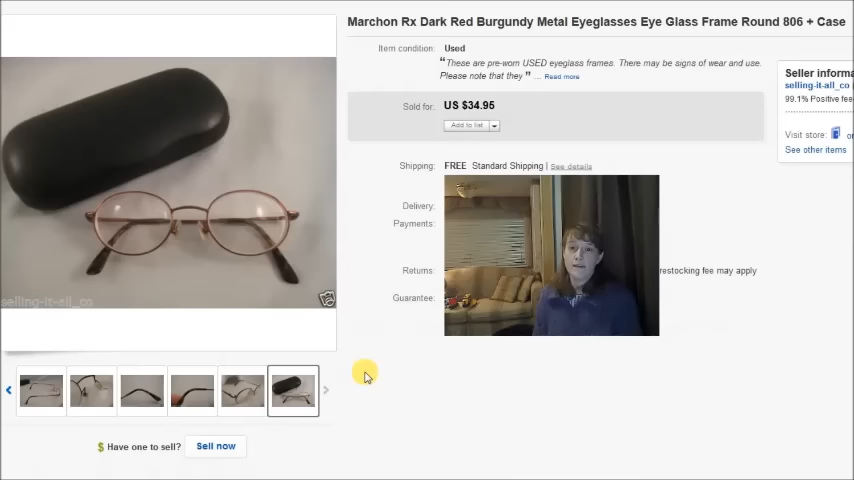 Marchon Rx Dark Red Burgundy Metal Eyeglasses Eye Glass Frame Round 806 + Case
Item condition: Used
“These are pre-worn USED eyeglass frames. There may be signs of wear and use.
Please note that they ” ... Read more
Sold for: US $34.95
Add to list
Shipping: FREE Standard Shipping | See details
Delivery:
Payments:
Returns: restocking fee may apply
Guarantee:
Seller informa
selling-it-all_co
99.1% Positive fee
Visit store:
See other items
selling-it-all_co
$ Have one to sell? Sell now